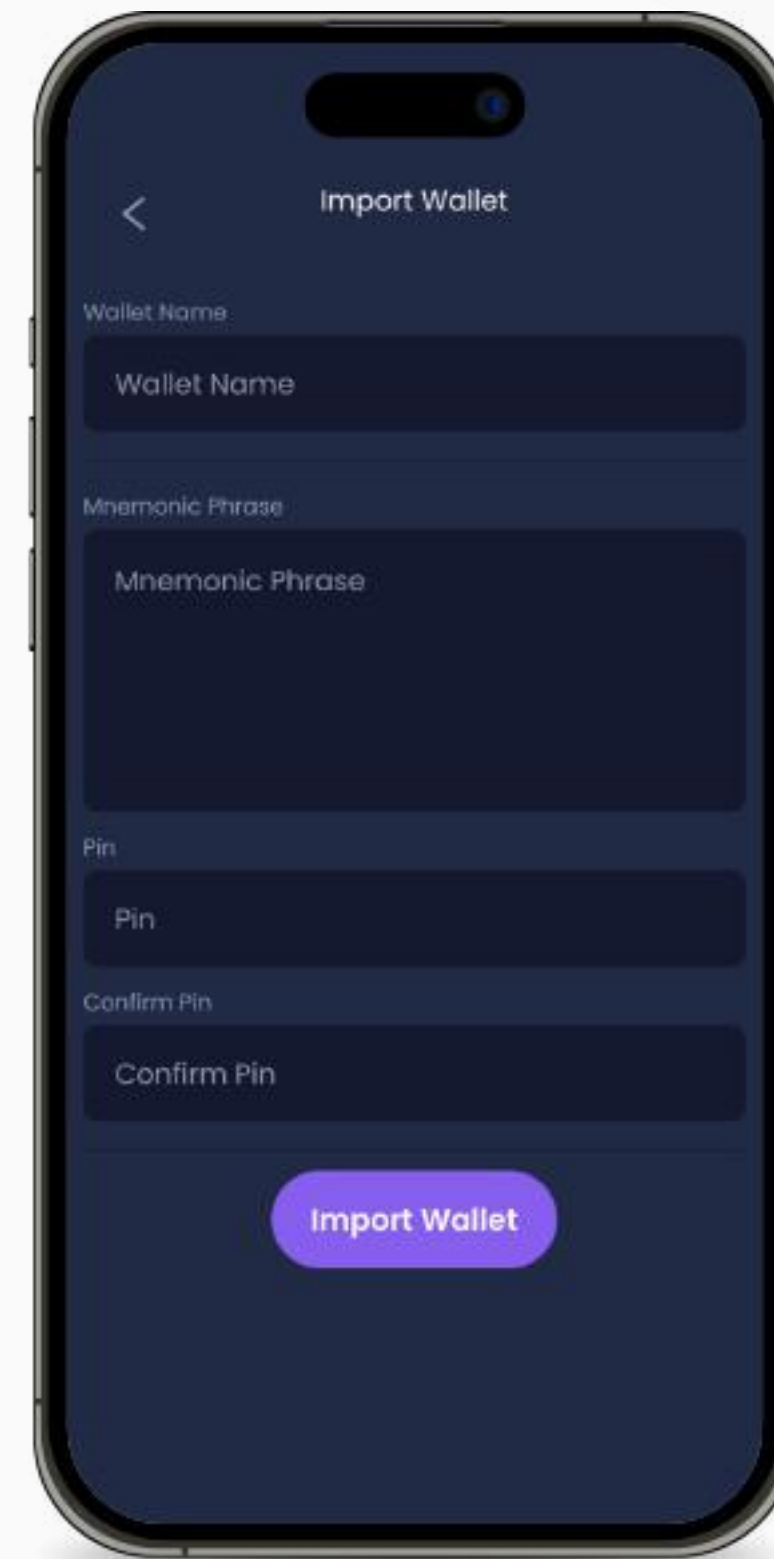 Import Wallet
Wallet Name
Wallet Name
Mnemonic Phrase
Mnemonic Phrase
Pin
Pin
Confirm Pin
Confirm Pin
Import Wallet